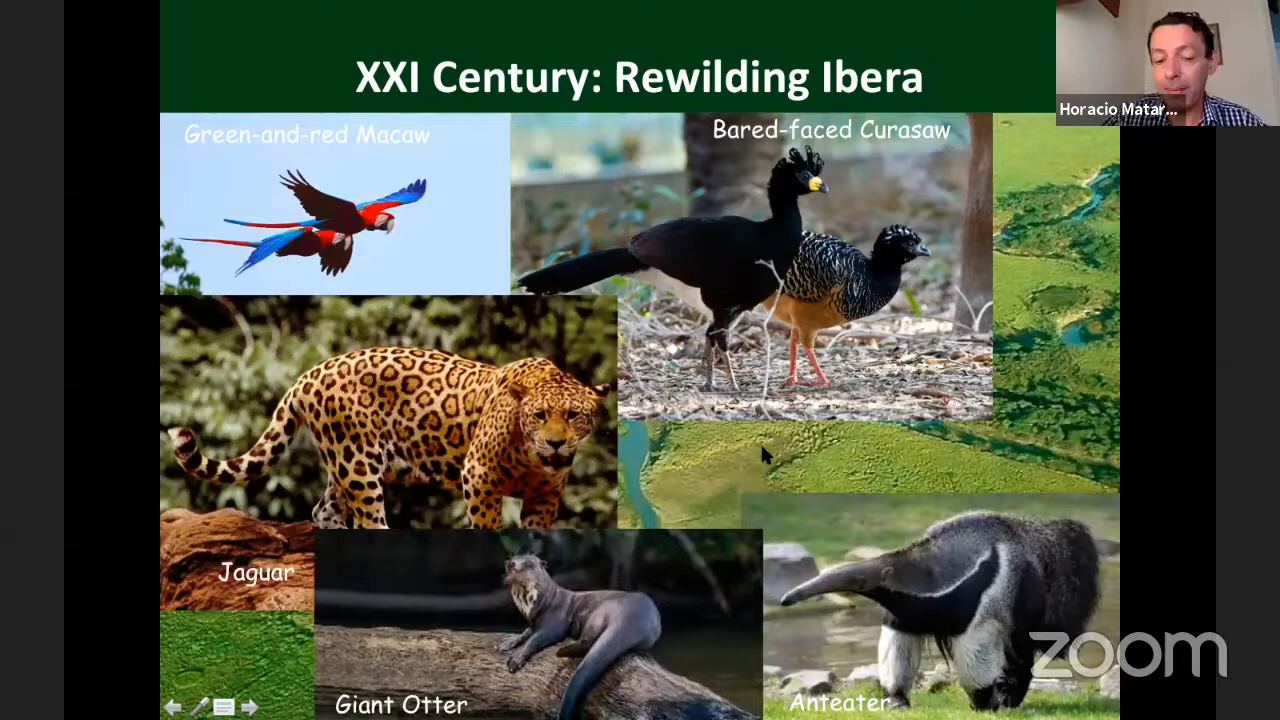 XXI Century: Rewilding Ibera
Horacio Matar...
Green-and-red Macaw
Bared-faced Curasaw
Jaguar
Giant Otter
Anteater
zoom